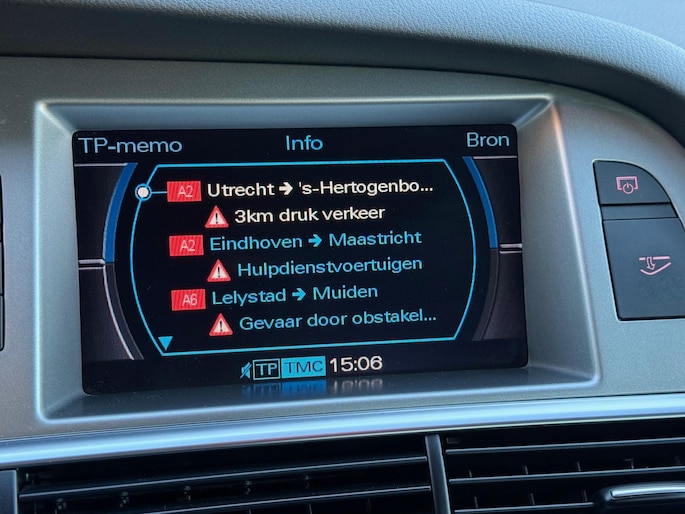 TP-memo Info Bron
A2 Utrecht → 's-Hertogenbo...
3km druk verkeer
A2 Eindhoven → Maastricht
Hulpdienstvoertuigen
A6 Lelystad → Muiden
Gevaar door obstakel...
TP TMC 15:06